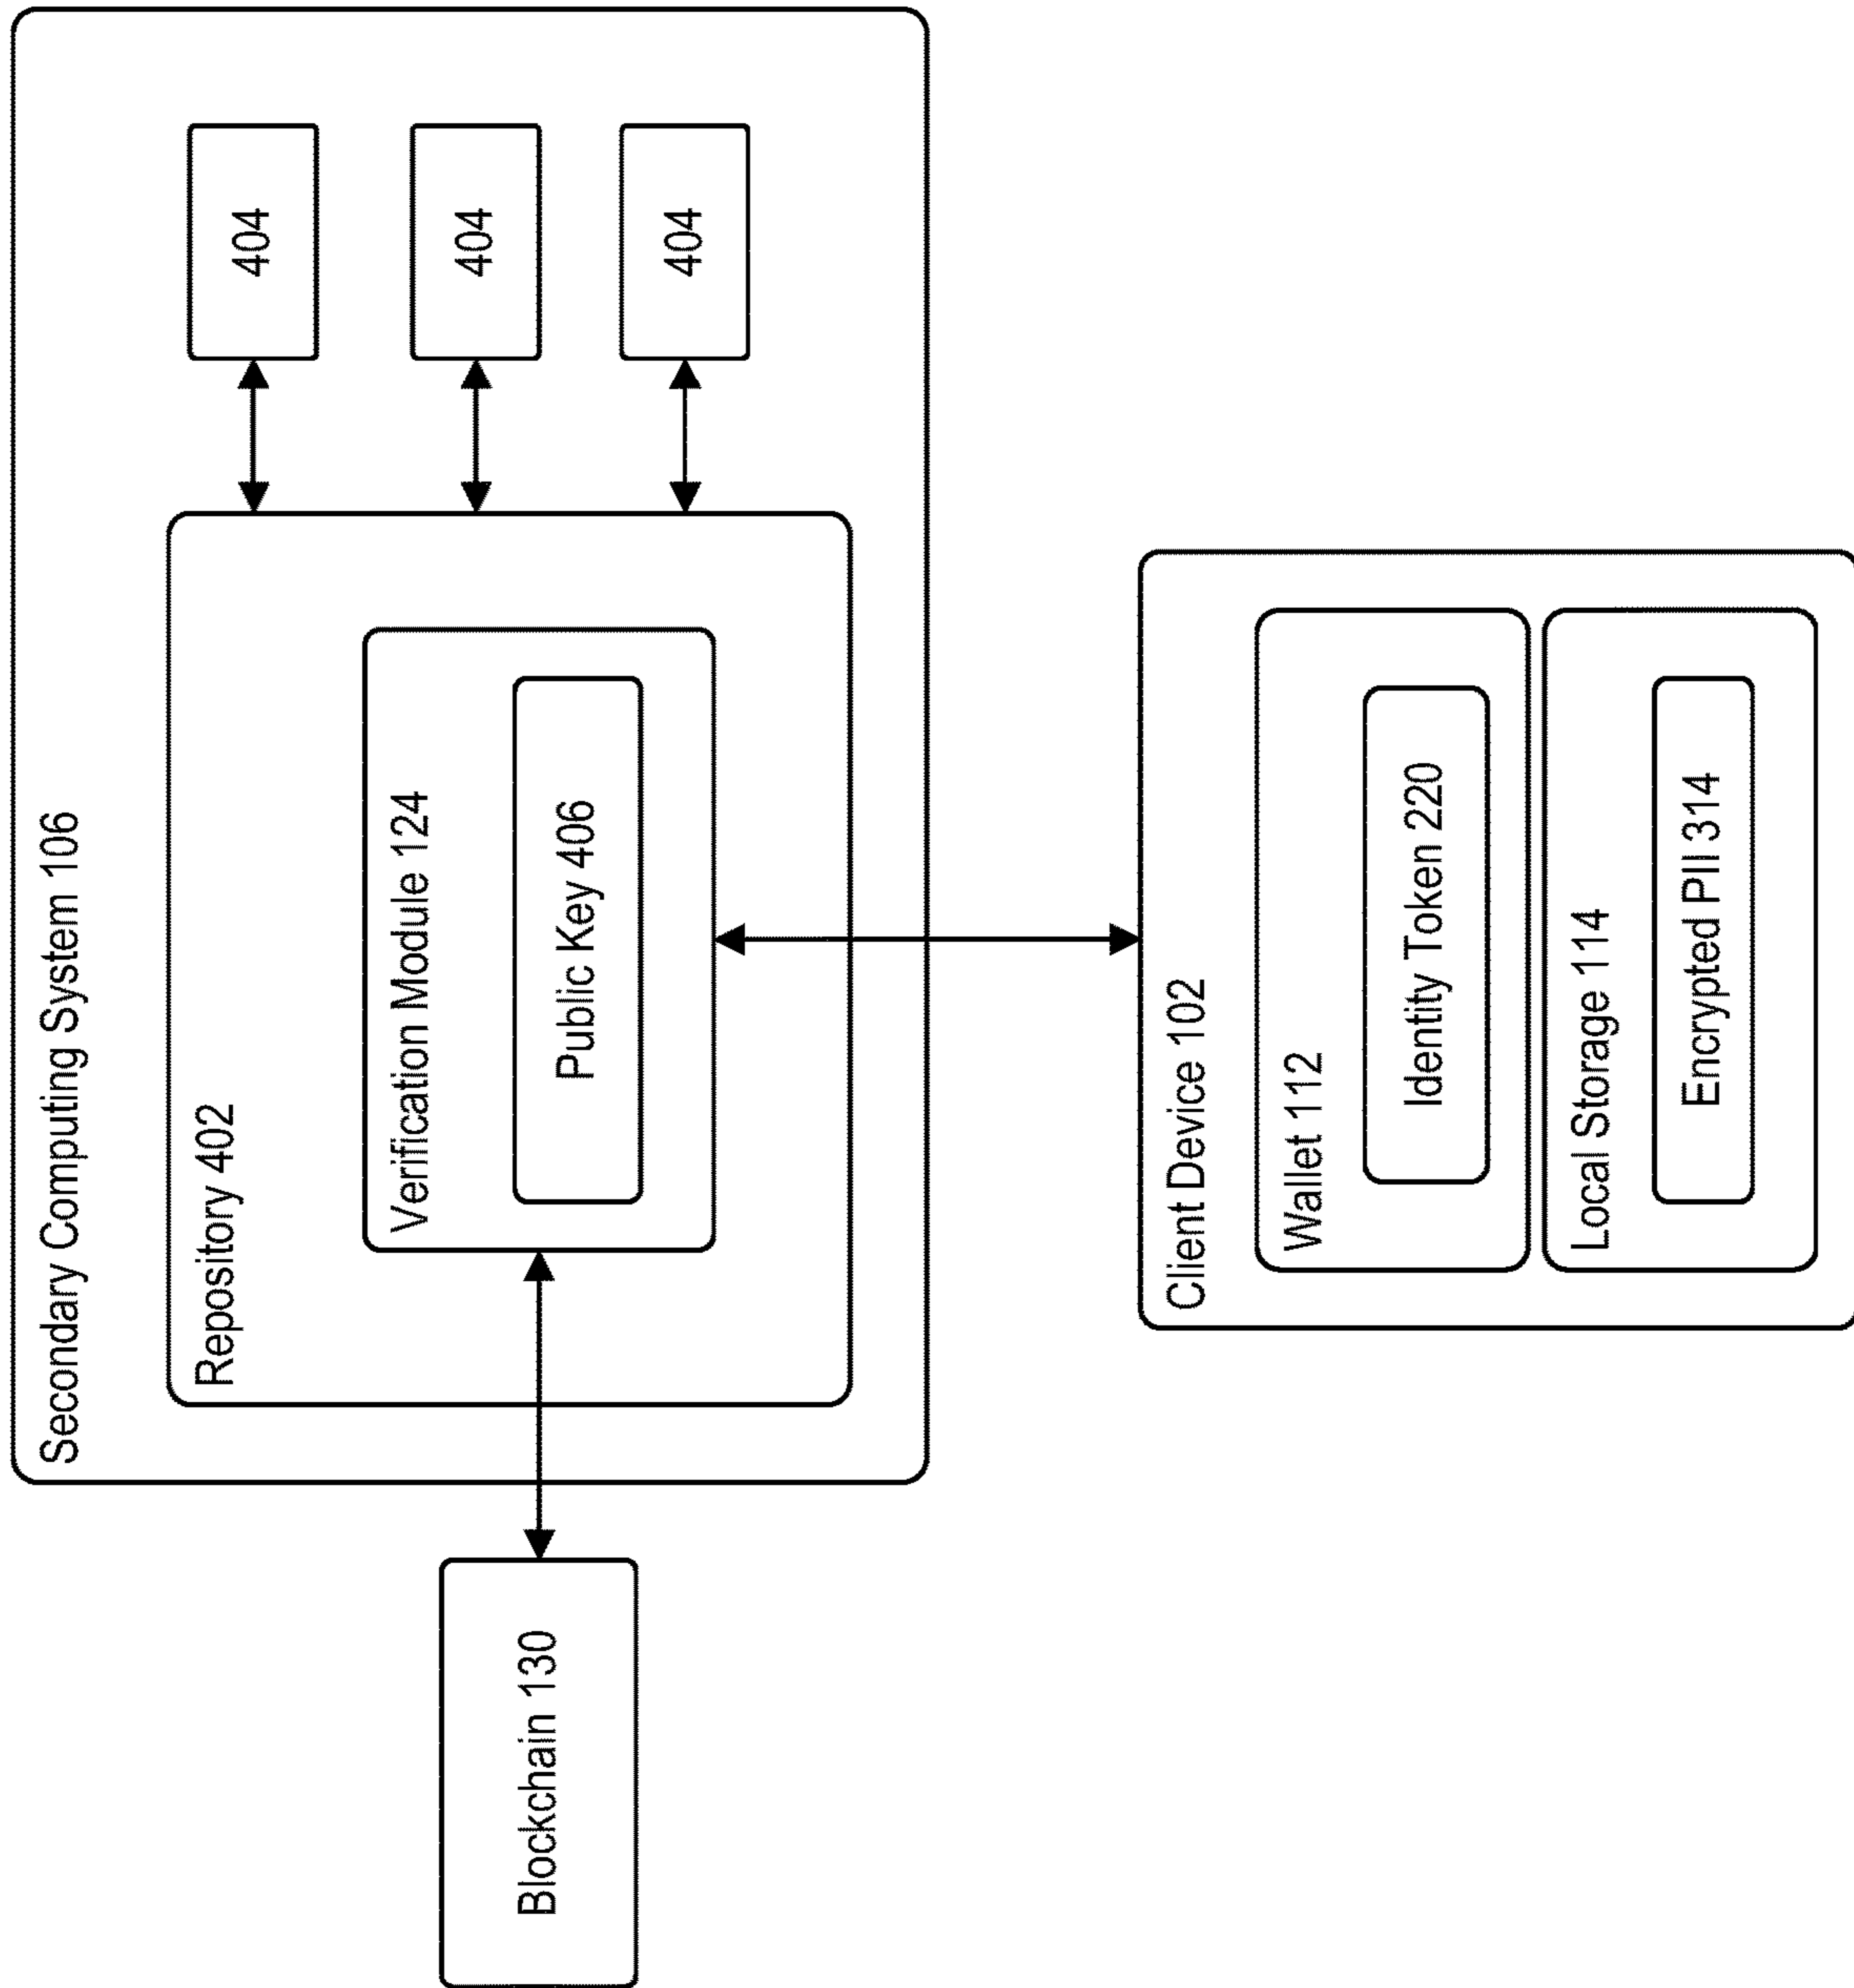 Secondary Computing System 106
Repository 402
Verification Module 124
Public Key 406
404
404
404
Blockchain 130
Client Device 102
Wallet 112
Identity Token 220
Local Storage 114
Encrypted PII 314